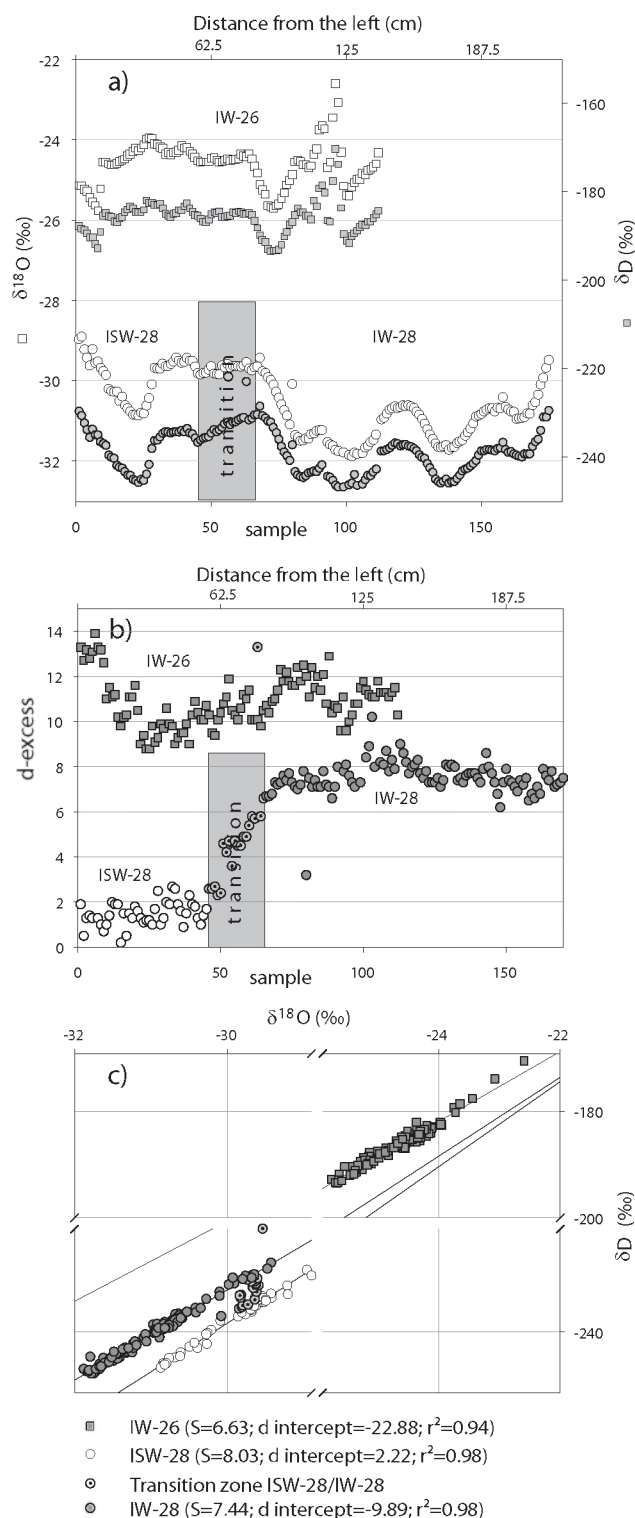 Distance from the left (cm)
62.5 125 187.5
a)
-22
-24
-26
-28
-30
-32
□ δ18O (‰)
-160
-180
-200
-220
-240
δD (‰)
IW-26
ISW-28
IW-28
transition
0 50 100 150
sample
Distance from the left (cm)
62.5 125 187.5
b)
14
12
10
8
6
4
2
0
d-excess
IW-26
IW-28
ISW-28
transition
0 50 100 150
sample
δ18O (‰)
-32 -30 -24 -22
c)
-180
-200
-240
δD (‰)
IW-26 (S=6.63; d intercept=-22.88; r²=0.94)
ISW-28 (S=8.03; d intercept=2.22; r²=0.98)
Transition zone ISW-28/IW-28
IW-28 (S=7.44; d intercept=-9.89; r²=0.98)